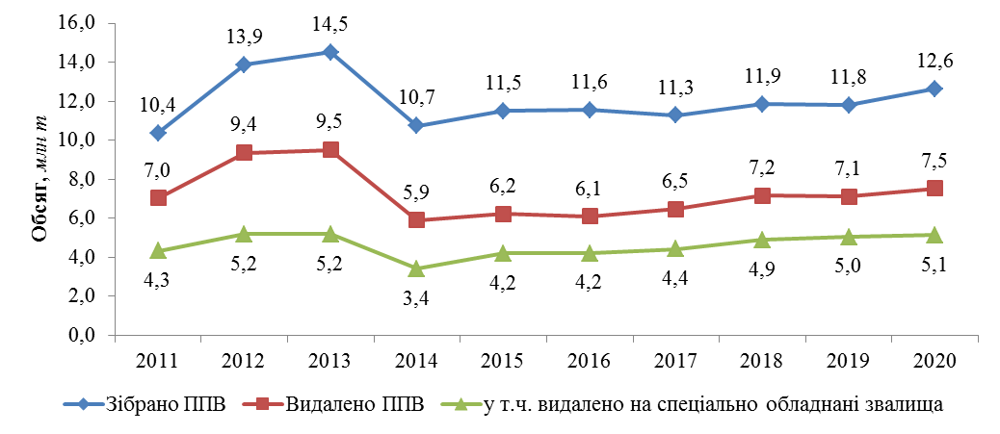 Обсяг, млн т
16,0
14,0
12,0
10,0
8,0
6,0
4,0
2,0
0,0
10,4 13,9 14,5 10,7 11,5 11,6 11,3 11,9 11,8 12,6
7,0 9,4 9,5 5,9 6,2 6,1 6,5 7,2 7,1 7,5
4,3 5,2 5,2 3,4 4,2 4,2 4,4 4,9 5,0 5,1
2011 2012 2013 2014 2015 2016 2017 2018 2019 2020
Зібрано ППВ Видалено ППВ у т.ч. видалено на спеціально обладнані звалища